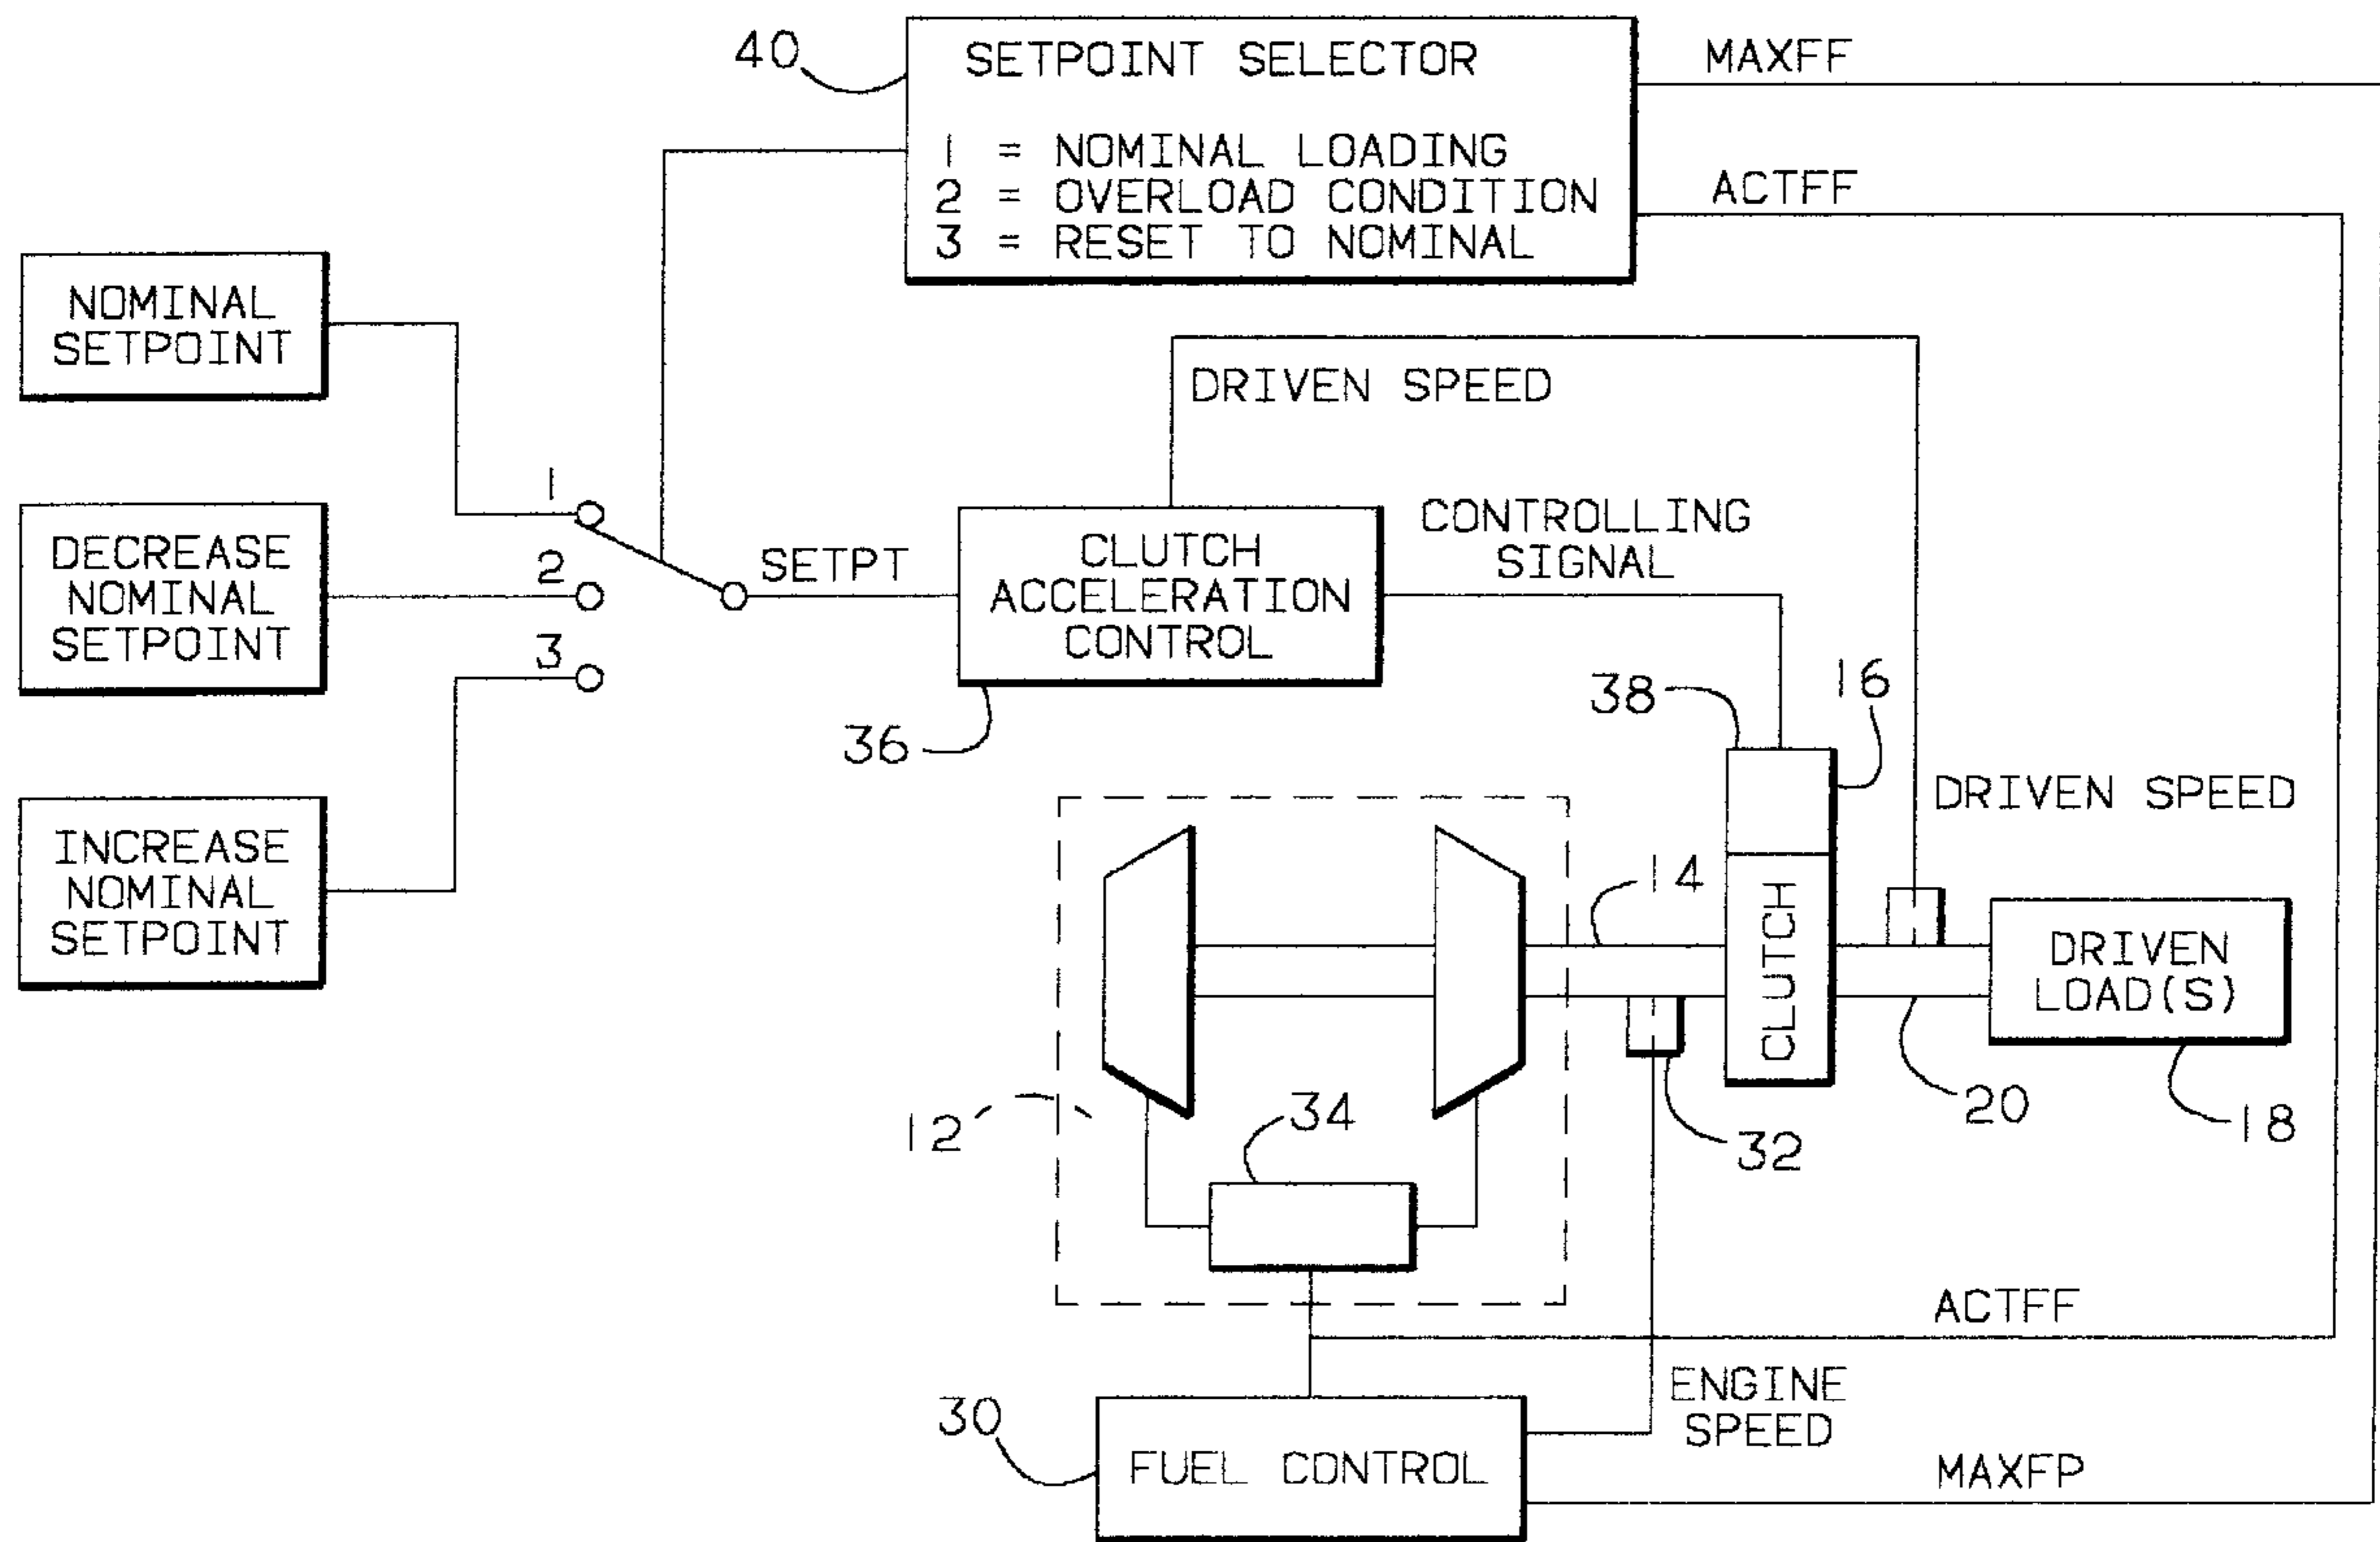 40
SETPOINT SELECTOR
1 = NOMINAL LOADING
2 = OVERLOAD CONDITION
3 = RESET TO NOMINAL
MAXFF
ACTFF
NOMINAL
SETPOINT
DECREASE
NOMINAL
SETPOINT
INCREASE
NOMINAL
SETPOINT
1
2
3
SETPT
DRIVEN SPEED
CLUTCH
ACCELERATION
CONTROL
36
CONTROLLING
SIGNAL
38
16
DRIVEN SPEED
14
CLUTCH
DRIVEN
LOAD(S)
12
34
32
20
18
ACTFF
ENGINE
SPEED
30
FUEL CONTROL
MAXFP